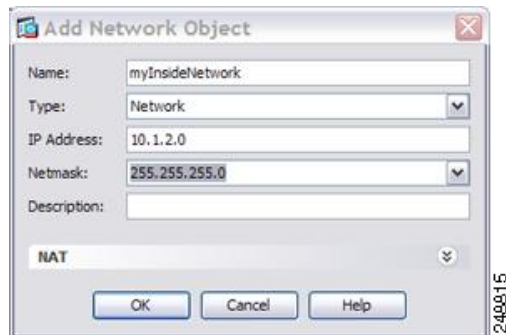 Add Network Object
Name: myInsideNetwork
Type: Network
IP Address: 10.1.2.0
Netmask: 255.255.255.0
Description:
NAT
OK Cancel Help
248815